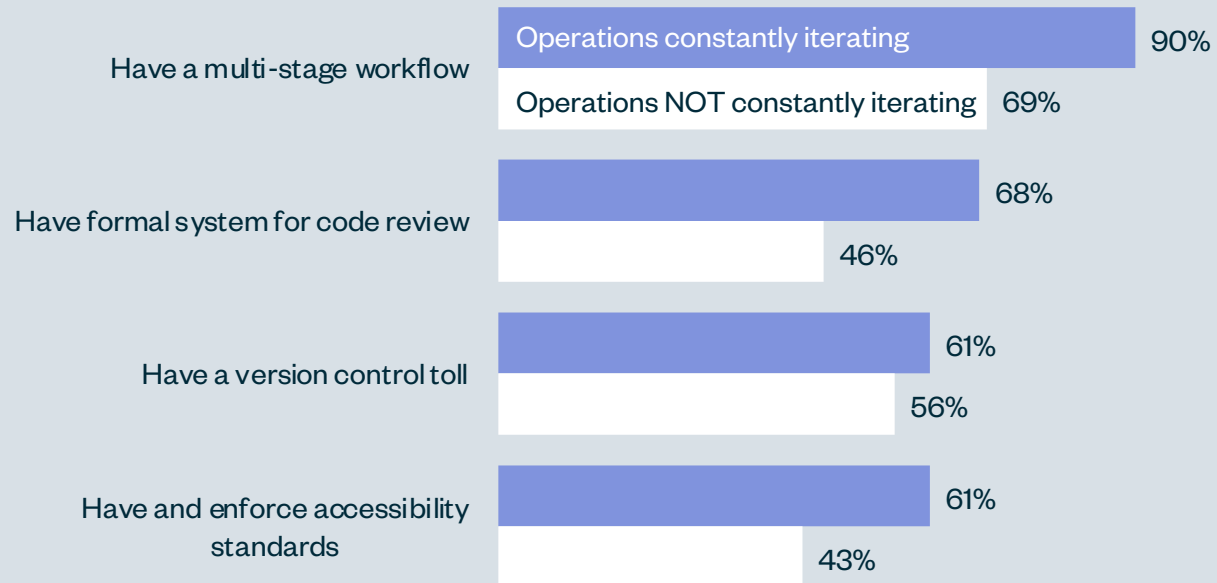 Operations constantly iterating
90%
Have a multi-stage workflow
Operations NOT constantly iterating
69%
68%
Have formal system for code review
46%
61%
Have a version control toll
56%
61%
Have and enforce accessibility
standards
43%